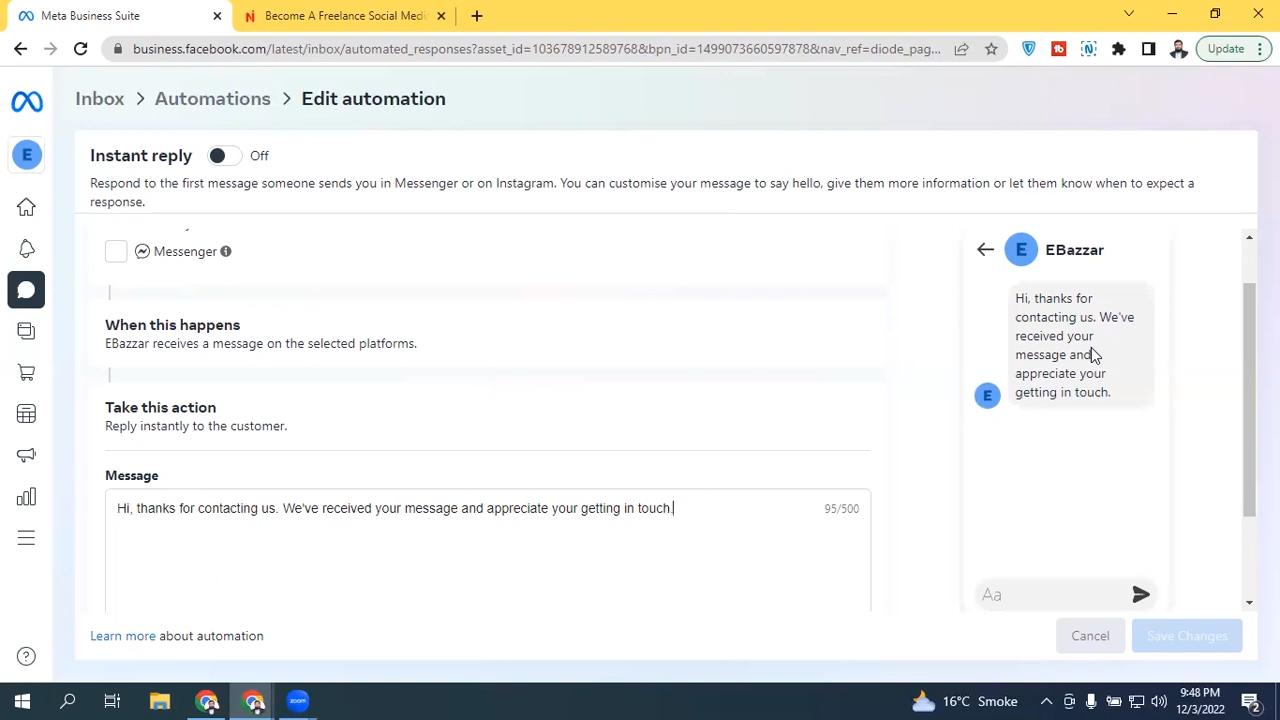 Meta Business Suite
Become A Freelance Social Medi
business.facebook.com/latest/inbox/automated_responses?asset_id=103678912589768&bpn_id=1499073660597878&nav_ref=diode_pag...
Update
Inbox > Automations > Edit automation
E
Instant reply Off
Respond to the first message someone sends you in Messenger or on Instagram. You can customise your message to say hello, give them more information or let them know when to expect a
response.
Messenger
E EBazzar
When this happens
EBazzar receives a message on the selected platforms.
Take this action
Reply instantly to the customer.
Message
Hi, thanks for contacting us. We've received your message and appreciate your getting in touch.
95/500
Hi, thanks for
contacting us. We've
received your
message and
appreciate your
getting in touch.
E
Aa
Learn more about automation
Cancel
Save Changes
zoom
16°C Smoke
9:48 PM
12/3/2022
2